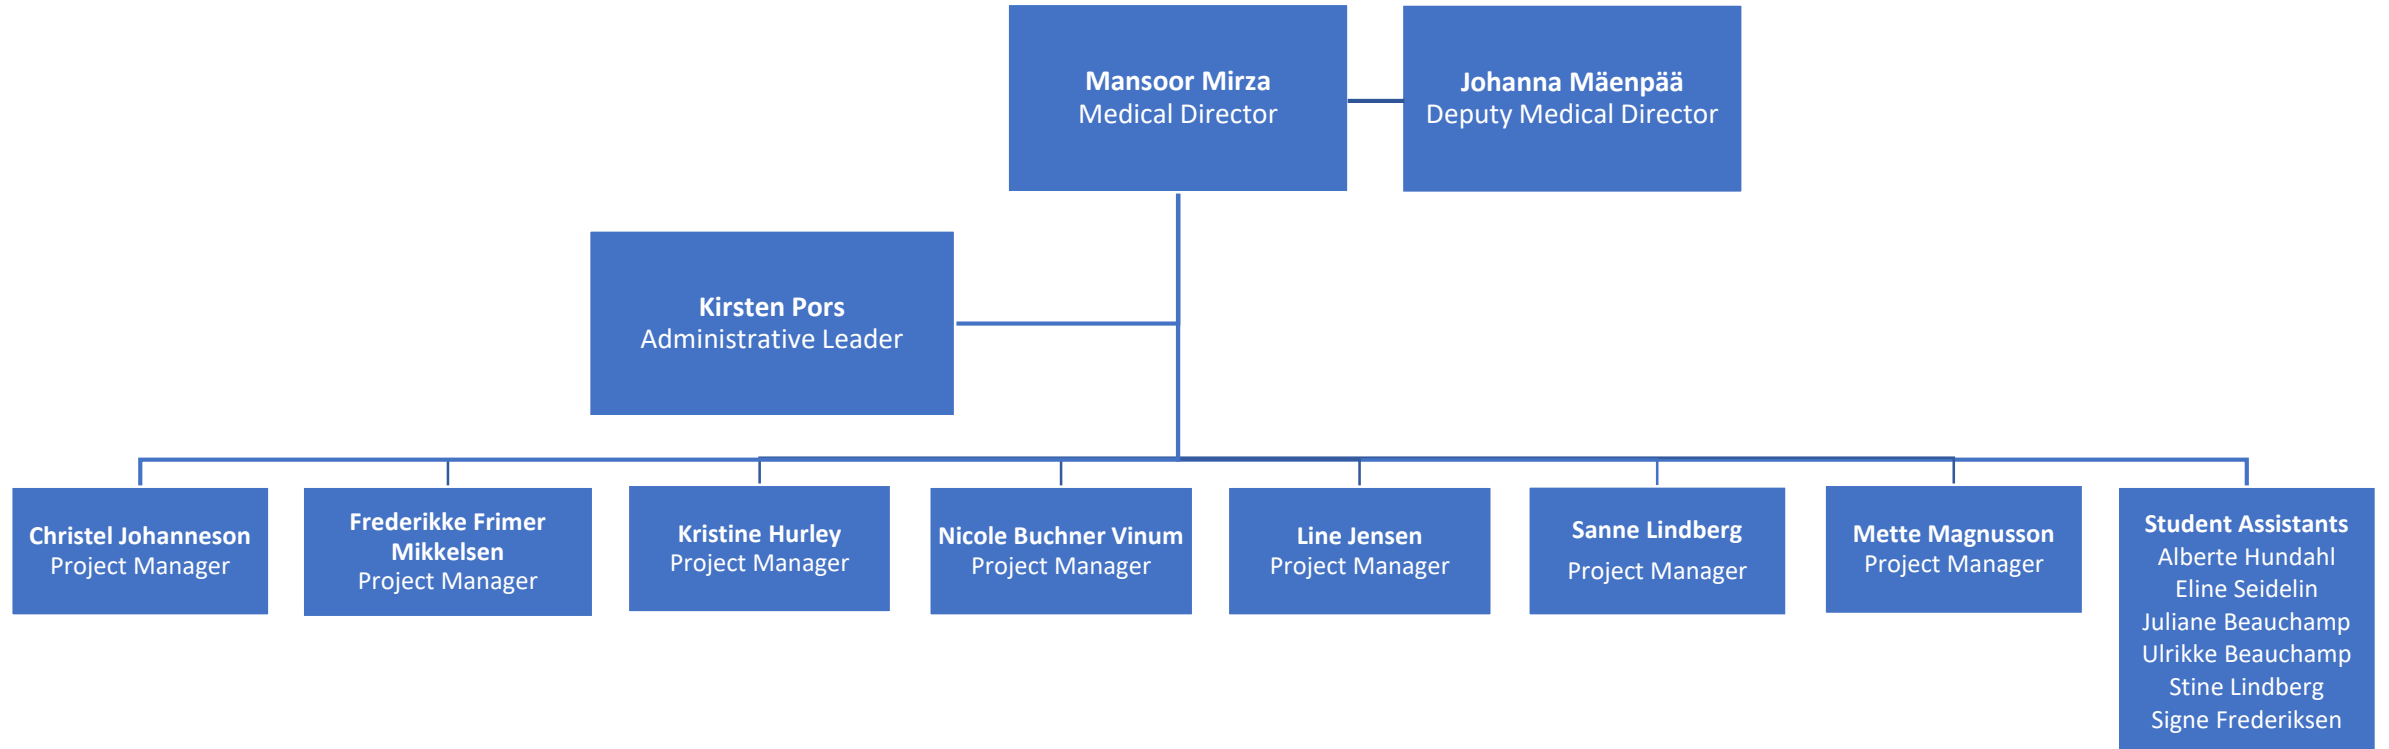 Mansoor Mirza
Medical Director
Johanna Mäenpää
Deputy Medical Director
Kirsten Pors
Administrative Leader
Christel Johanneson
Project Manager
Frederikke Frimer
Mikkelsen
Project Manager
Kristine Hurley
Project Manager
Nicole Buchner Vinum
Project Manager
Line Jensen
Project Manager
Sanne Lindberg
Project Manager
Mette Magnusson
Project Manager
Student Assistants
Alberte Hundahl
Eline Seidelin
Juliane Beauchamp
Ulrikke Beauchamp
Stine Lindberg
Signe Frederiksen